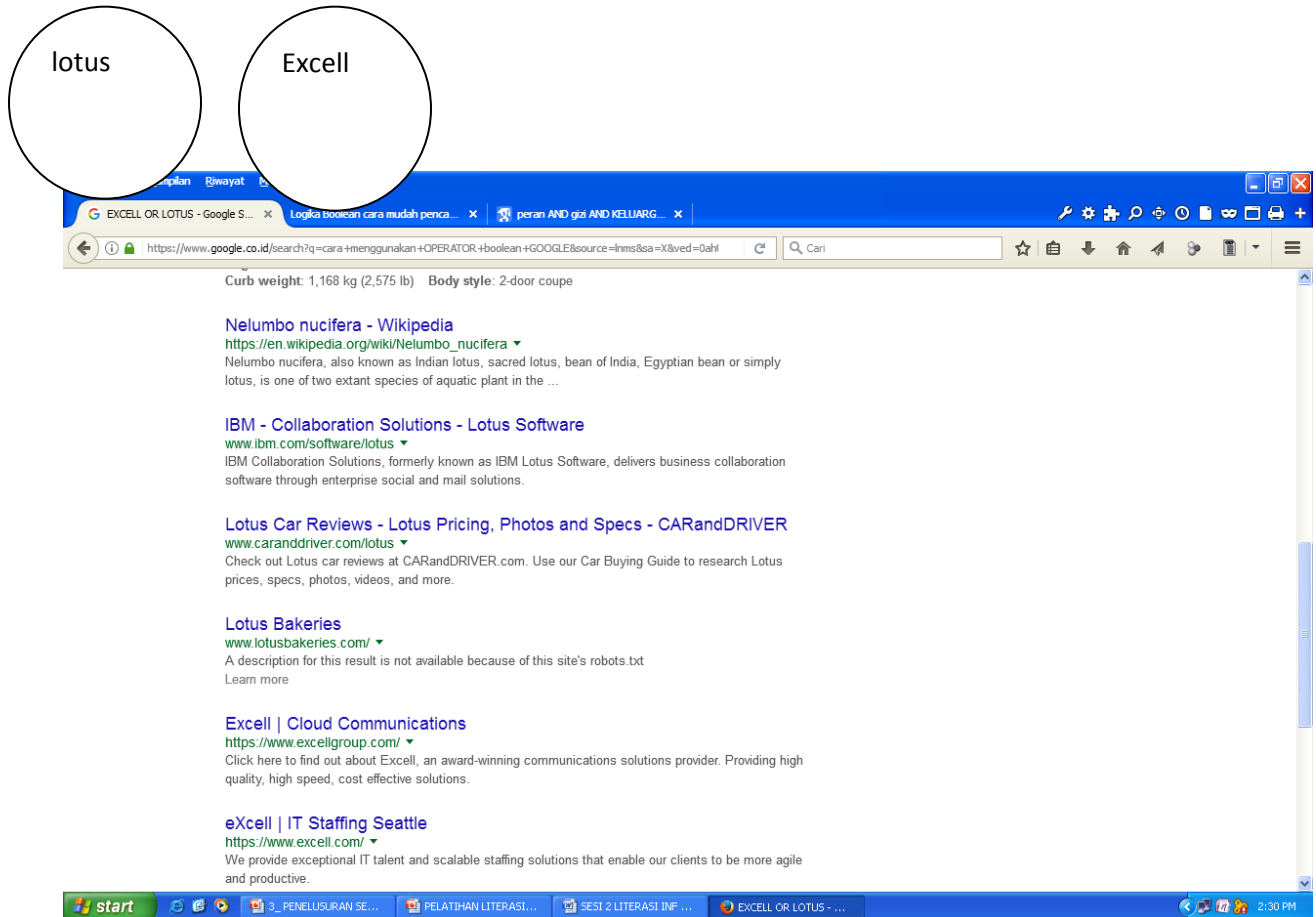 lotus
Excell
mpilan Riwayat
EXCELL OR LOTUS - Google S...
Logika Boolean cara mudah penca...
peran AND gizi AND KELUARG...
https://www.google.co.id/search?q=cara+menggunakan+OPERATOR+boolean+GOOGLE&source=lnms&sa=X&ved=0ahl
Cari
Curb weight: 1,168 kg (2,575 lb) Body style: 2-door coupe
Nelumbo nucifera - Wikipedia
https://en.wikipedia.org/wiki/Nelumbo_nucifera
Nelumbo nucifera, also known as Indian lotus, sacred lotus, bean of India, Egyptian bean or simply
lotus, is one of two extant species of aquatic plant in the ...
IBM - Collaboration Solutions - Lotus Software
www.ibm.com/software/lotus
IBM Collaboration Solutions, formerly known as IBM Lotus Software, delivers business collaboration
software through enterprise social and mail solutions.
Lotus Car Reviews - Lotus Pricing, Photos and Specs - CARandDRIVER
www.caranddriver.com/lotus
Check out Lotus car reviews at CARandDRIVER.com. Use our Car Buying Guide to research Lotus
prices, specs, photos, videos, and more.
Lotus Bakeries
www.lotusbakeries.com/
A description for this result is not available because of this site's robots.txt
Learn more
Excell | Cloud Communications
https://www.excellgroup.com/
Click here to find out about Excell, an award-winning communications solutions provider. Providing high
quality, high speed, cost effective solutions.
eXcell | IT Staffing Seattle
https://www.excell.com/
We provide exceptional IT talent and scalable staffing solutions that enable our clients to be more agile
and productive.
start
3_ PENELUSURAN SE...
PELATIHAN LITERASI...
SESI 2 LITERASI INF ...
EXCELL OR LOTUS - ...
2:30 PM